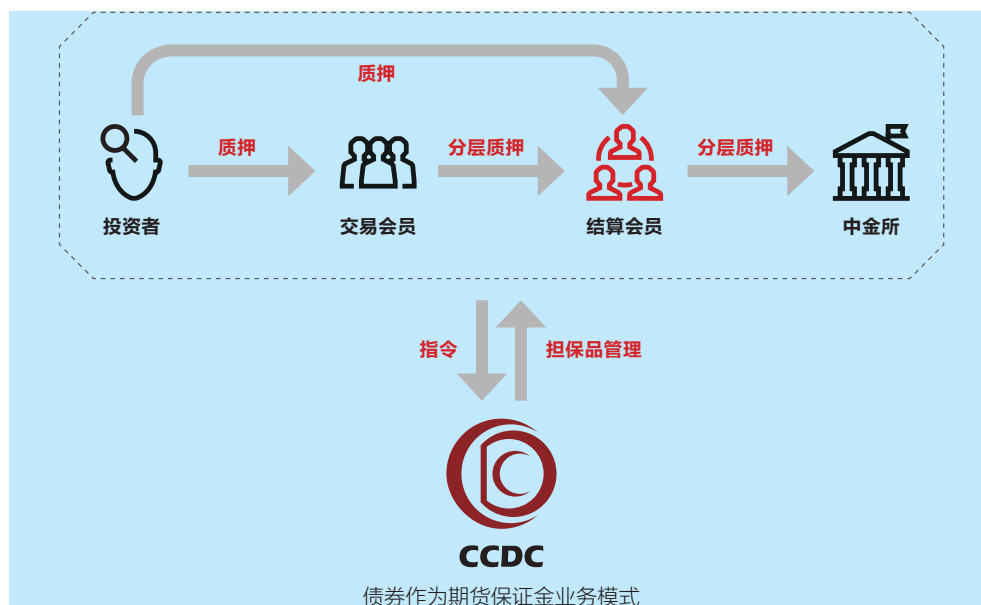 质押
质押
分层质押
分层质押
投资者
交易会员
结算会员
中金所
指令
担保品管理
CCDC
债券作为期货保证金业务模式